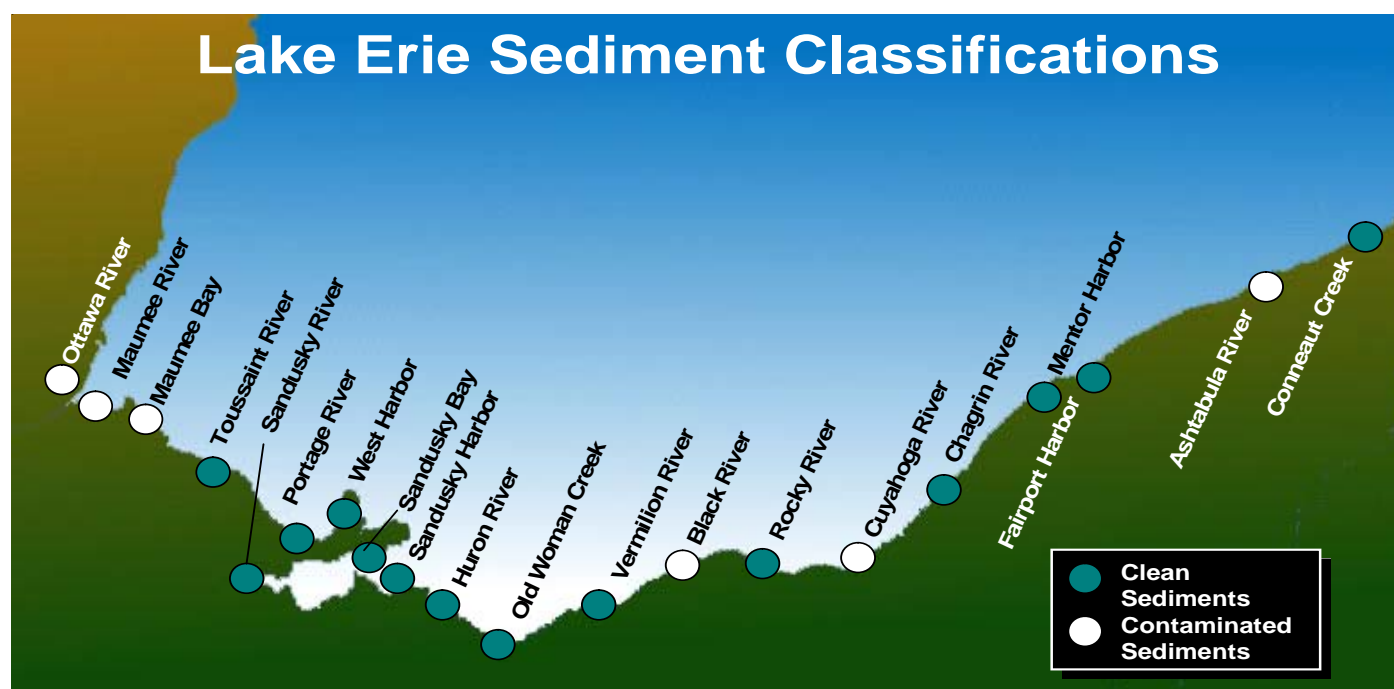 Lake Erie Sediment Classifications
Ottawa River
Maumee River
Maumee Bay
Toussaint River
Sandusky River
Portage River
West Harbor
Sandusky Bay
Sandusky Harbor
Huron River
Old Woman Creek
Vermilion River
Black River
Rocky River
Cuyahoga River
Chagrin River
Mentor Harbor
Fairport Harbor
Ashtabula River
Conneaut Creek
Clean
Sediments
Contaminated
Sediments